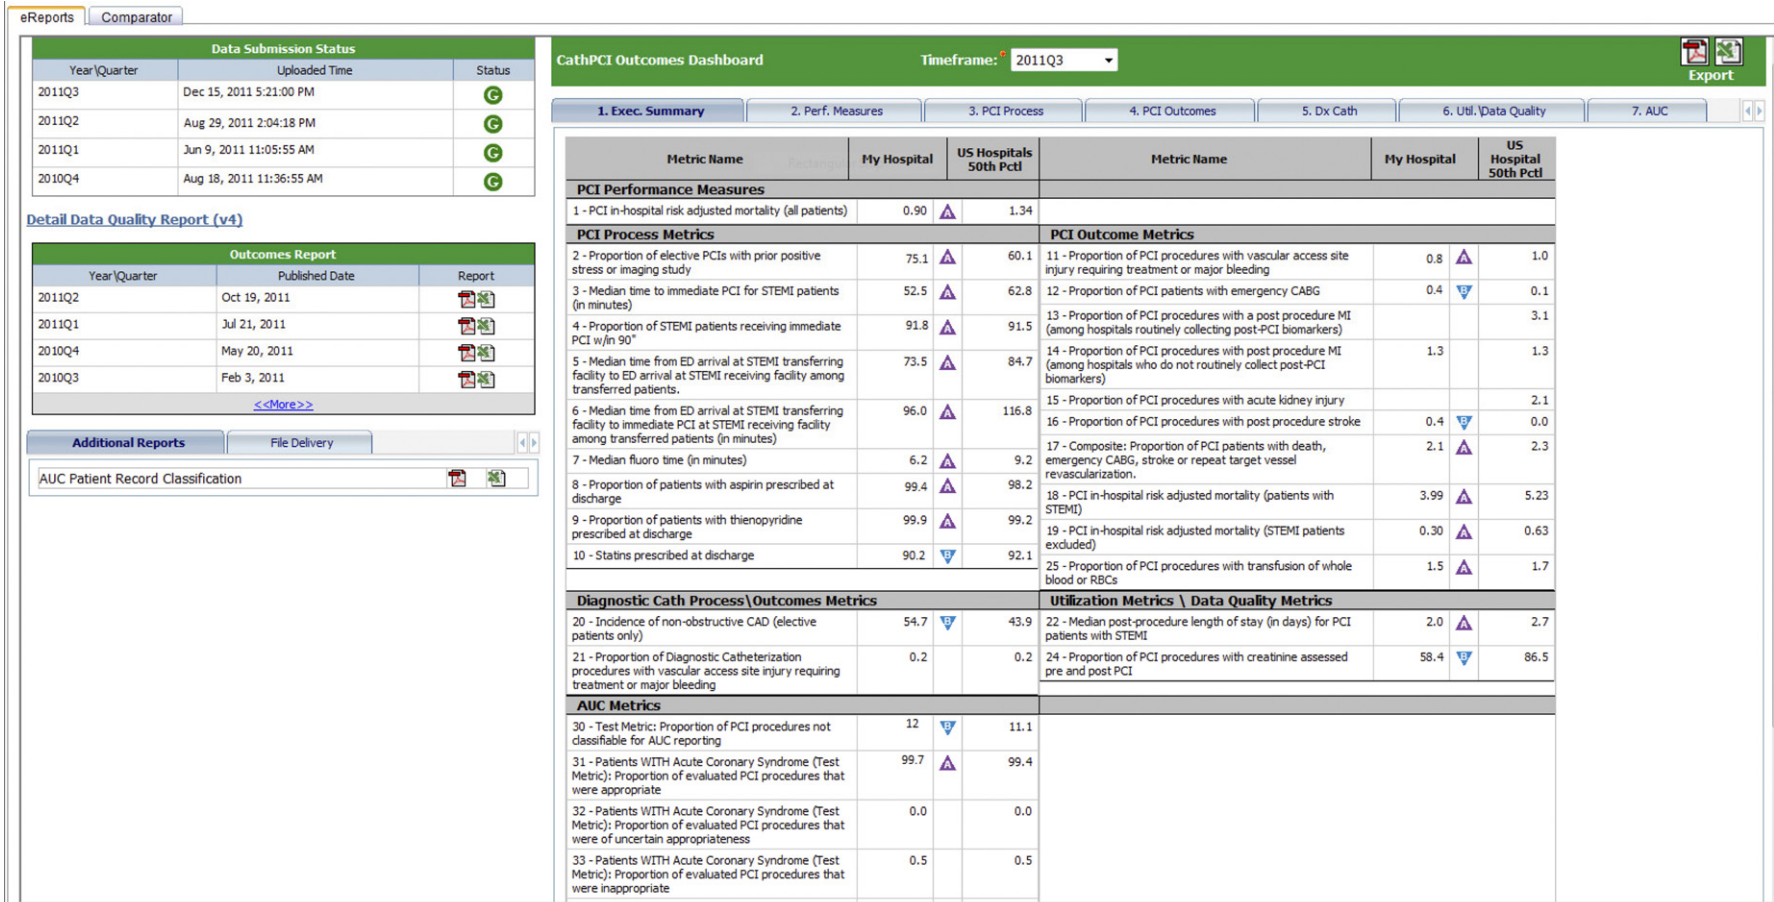 eReports Comparator
Data Submission Status
Year\Quarter Uploaded Time Status
2011Q3 Dec 15, 2011 5:21:00 PM G
2011Q2 Aug 29, 2011 2:04:18 PM G
2011Q1 Jun 9, 2011 11:05:55 AM G
2010Q4 Aug 18, 2011 11:36:55 AM G
Detail Data Quality Report (v4)
Outcomes Report
Year\Quarter Published Date Report
2011Q2 Oct 19, 2011
2011Q1 Jul 21, 2011
2010Q4 May 20, 2011
2010Q3 Feb 3, 2011
<<More>>
Additional Reports File Delivery
AUC Patient Record Classification
CathPCI Outcomes Dashboard Timeframe:* 2011Q3
Export
1. Exec. Summary 2. Perf. Measures 3. PCI Process 4. PCI Outcomes 5. Dx Cath 6. Util.\Data Quality 7. AUC
Metric Name My Hospital US Hospitals
50th Pctl
PCI Performance Measures
1 - PCI in-hospital risk adjusted mortality (all patients) 0.90 A 1.34
PCI Process Metrics
2 - Proportion of elective PCIs with prior positive
stress or imaging study 75.1 A 60.1
3 - Median time to immediate PCI for STEMI patients
(in minutes) 52.5 A 62.8
4 - Proportion of STEMI patients receiving immediate
PCI w/in 90" 91.8 A 91.5
5 - Median time from ED arrival at STEMI transferring
facility to ED arrival at STEMI receiving facility among
transferred patients. 73.5 A 84.7
6 - Median time from ED arrival at STEMI transferring
facility to immediate PCI at STEMI receiving facility
among transferred patients (in minutes) 96.0 A 116.8
7 - Median fluoro time (in minutes) 6.2 A 9.2
8 - Proportion of patients with aspirin prescribed at
discharge 99.4 A 98.2
9 - Proportion of patients with thienopyridine
prescribed at discharge 99.9 A 99.2
10 - Statins prescribed at discharge 90.2 B 92.1
Diagnostic Cath Process\Outcomes Metrics
20 - Incidence of non-obstructive CAD (elective
patients only) 54.7 B 43.9
21 - Proportion of Diagnostic Catheterization
procedures with vascular access site injury requiring
treatment or major bleeding 0.2 0.2
AUC Metrics
30 - Test Metric: Proportion of PCI procedures not
classifiable for AUC reporting 12 B 11.1
31 - Patients WITH Acute Coronary Syndrome (Test
Metric): Proportion of evaluated PCI procedures that
were appropriate 99.7 A 99.4
32 - Patients WITH Acute Coronary Syndrome (Test
Metric): Proportion of evaluated PCI procedures that
were of uncertain appropriateness 0.0 0.0
33 - Patients WITH Acute Coronary Syndrome (Test
Metric): Proportion of evaluated PCI procedures that
were inappropriate 0.5 0.5
Metric Name My Hospital US
Hospital
50th Pctl
PCI Outcome Metrics
11 - Proportion of PCI procedures with vascular access site
injury requiring treatment or major bleeding 0.8 A 1.0
12 - Proportion of PCI patients with emergency CABG 0.4 B 0.1
13 - Proportion of PCI procedures with a post procedure MI
(among hospitals routinely collecting post-PCI biomarkers) 3.1
14 - Proportion of PCI procedures with post procedure MI
(among hospitals who do not routinely collect post-PCI
biomarkers) 1.3 1.3
15 - Proportion of PCI procedures with acute kidney injury 2.1
16 - Proportion of PCI procedures with post procedure stroke 0.4 B 0.0
17 - Composite: Proportion of PCI patients with death,
emergency CABG, stroke or repeat target vessel
revascularization. 2.1 A 2.3
18 - PCI in-hospital risk adjusted mortality (patients with
STEMI) 3.99 A 5.23
19 - PCI in-hospital risk adjusted mortality (STEMI patients
excluded) 0.30 A 0.63
25 - Proportion of PCI procedures with transfusion of whole
blood or RBCs 1.5 A 1.7
Utilization Metrics \ Data Quality Metrics
22 - Median post-procedure length of stay (in days) for PCI
patients with STEMI 2.0 A 2.7
24 - Proportion of PCI procedures with creatinine assessed
pre and post PCI 58.4 B 86.5